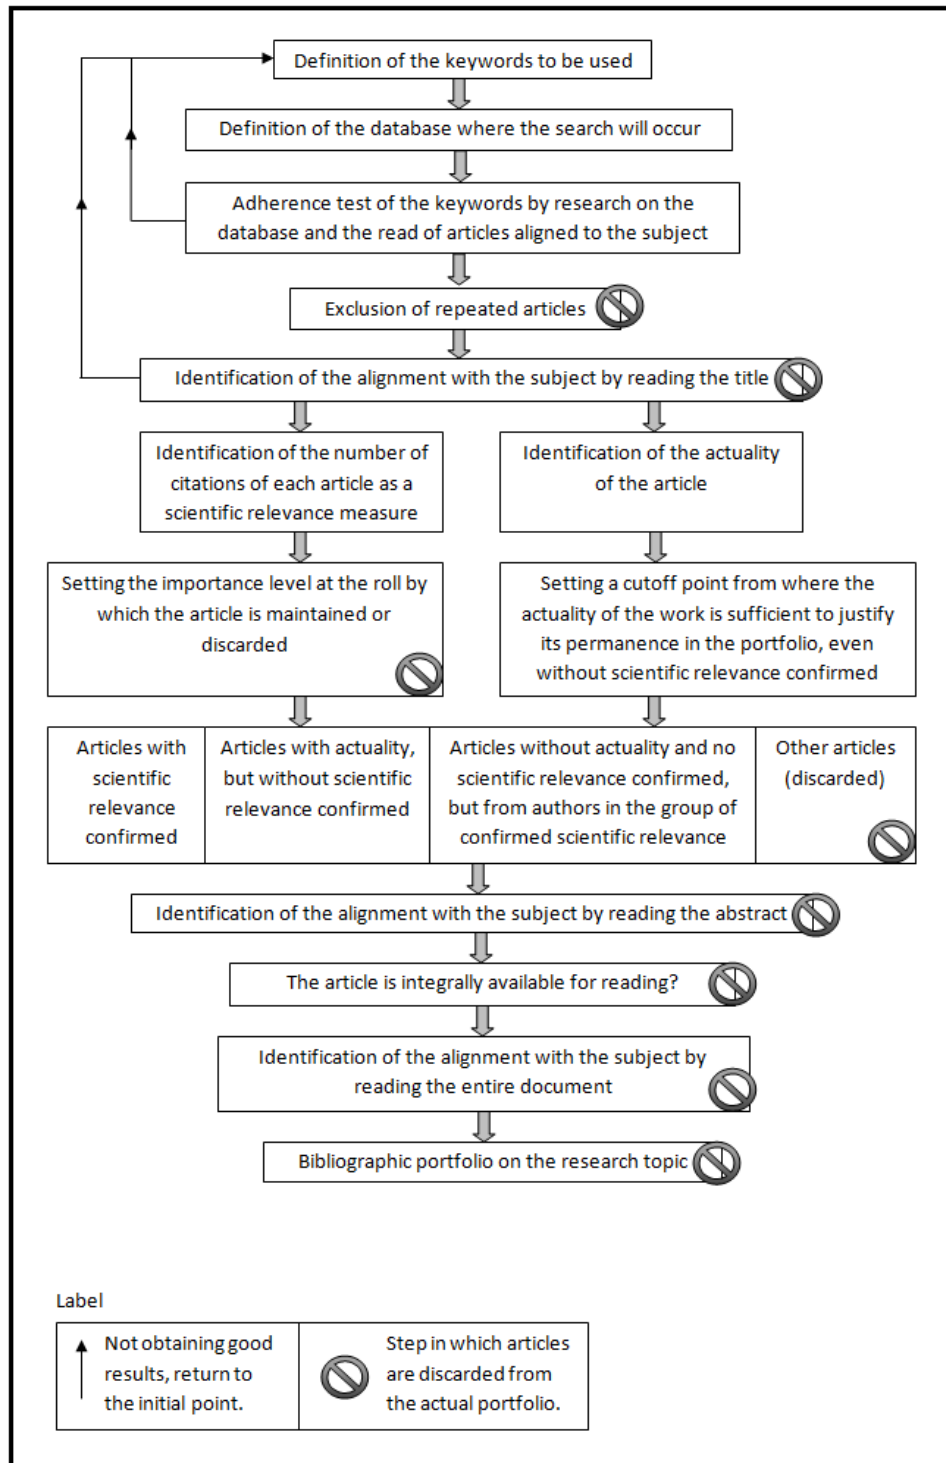 Definition of the keywords to be used
Definition of the database where the search will occur
Adherence test of the keywords by research on the
database and the read of articles aligned to the subject
Exclusion of repeated articles
Identification of the alignment with the subject by reading the title
Identification of the number of
citations of each article as a
scientific relevance measure
Identification of the actuality
of the article
Setting the importance level at the roll by
which the article is maintained or
discarded
Setting a cutoff point from where the
actuality of the work is sufficient to justify
its permanence in the portfolio, even
without scientific relevance confirmed
Articles with
scientific
relevance
confirmed
Articles with actuality,
but without scientific
relevance confirmed
Articles without actuality and no
scientific relevance confirmed,
but from authors in the group of
confirmed scientific relevance
Other articles
(discarded)
Identification of the alignment with the subject by reading the abstract
The article is integrally available for reading?
Identification of the alignment with the subject by
reading the entire document
Bibliographic portfolio on the research topic
Label
Not obtaining good
results, return to
the initial point.
Step in which articles
are discarded from
the actual portfolio.